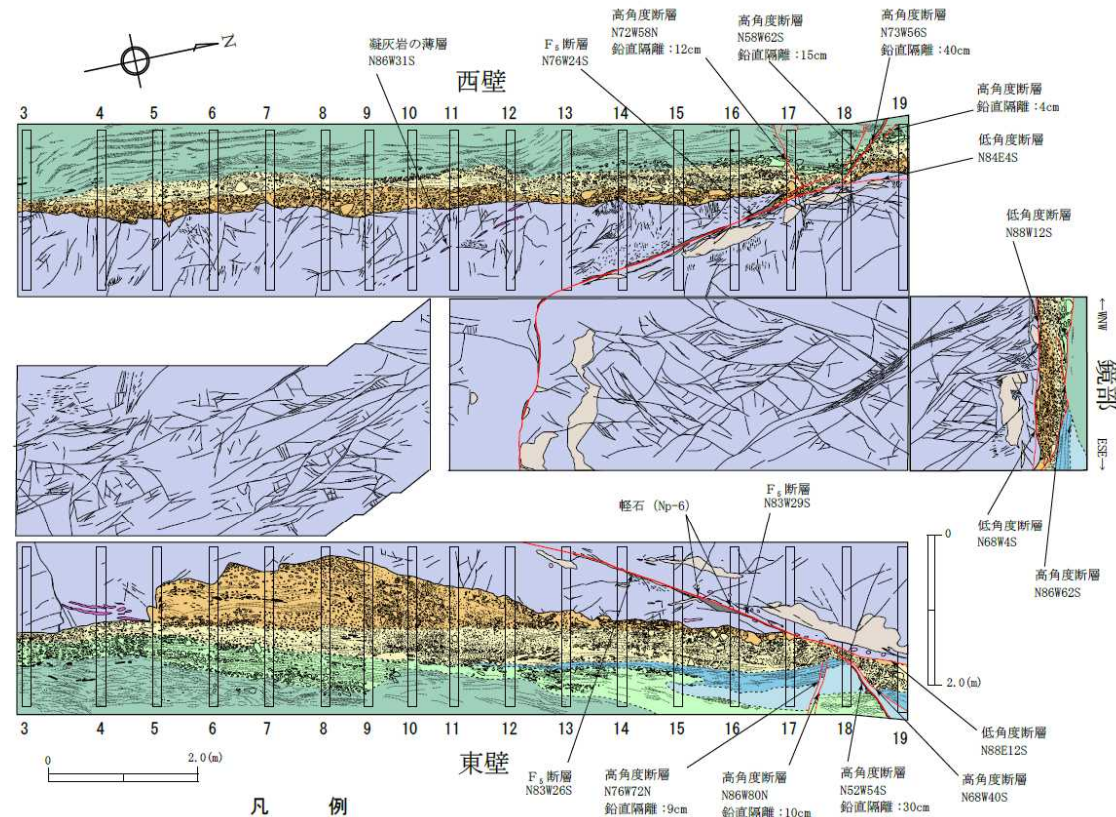 N
凝灰岩の薄層
N86W31S
F₅断層
N76W24S
高角度断層
N72W58N
鉛直隔離:12cm
高角度断層
N58W62S
鉛直隔離:15cm
高角度断層
N73W56S
鉛直隔離:40cm
高角度断層
鉛直隔離:4cm
低角度断層
N84E4S
西壁
3 4 5 6 7 8 9 10 11 12 13 14 15 16 17 18 19
低角度断層
N88W12S
←WNW
鏡部
ESE→
低角度断層
N68W4S
高角度断層
N86W62S
軽石 (Np-6)
F₅断層
N83W29S
0
2.0(m)
3 4 5 6 7 8 9 10 11 12 13 14 15 16 17 18 19
東壁
低角度断層
N88E12S
0 2.0(m)
F₅断層
N83W26S
高角度断層
N76W72N
鉛直隔離:9cm
高角度断層
N86W80N
鉛直隔離:10cm
高角度断層
N52W54S
鉛直隔離:30cm
高角度断層
N68W40S
凡 例